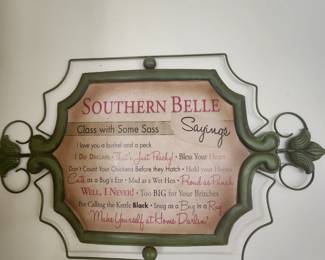 SOUTHERN BELLE
Class with Some Sass Sayings
I love you a bushel and a peck
I Do Declare • That's Just Peachy! • Bless Your Heart
Don't Count Your Chickens Before they Hatch • Hold your Horses
Cute as a Bug's Ear • Mad as a Wet Hen • Proud as Punch
WELL, I NEVER! • Too BIG for Your Britches
Pot Calling the Kettle Black • Snug as a Bug in a Rug
Make Yourself at Home Darlin'!